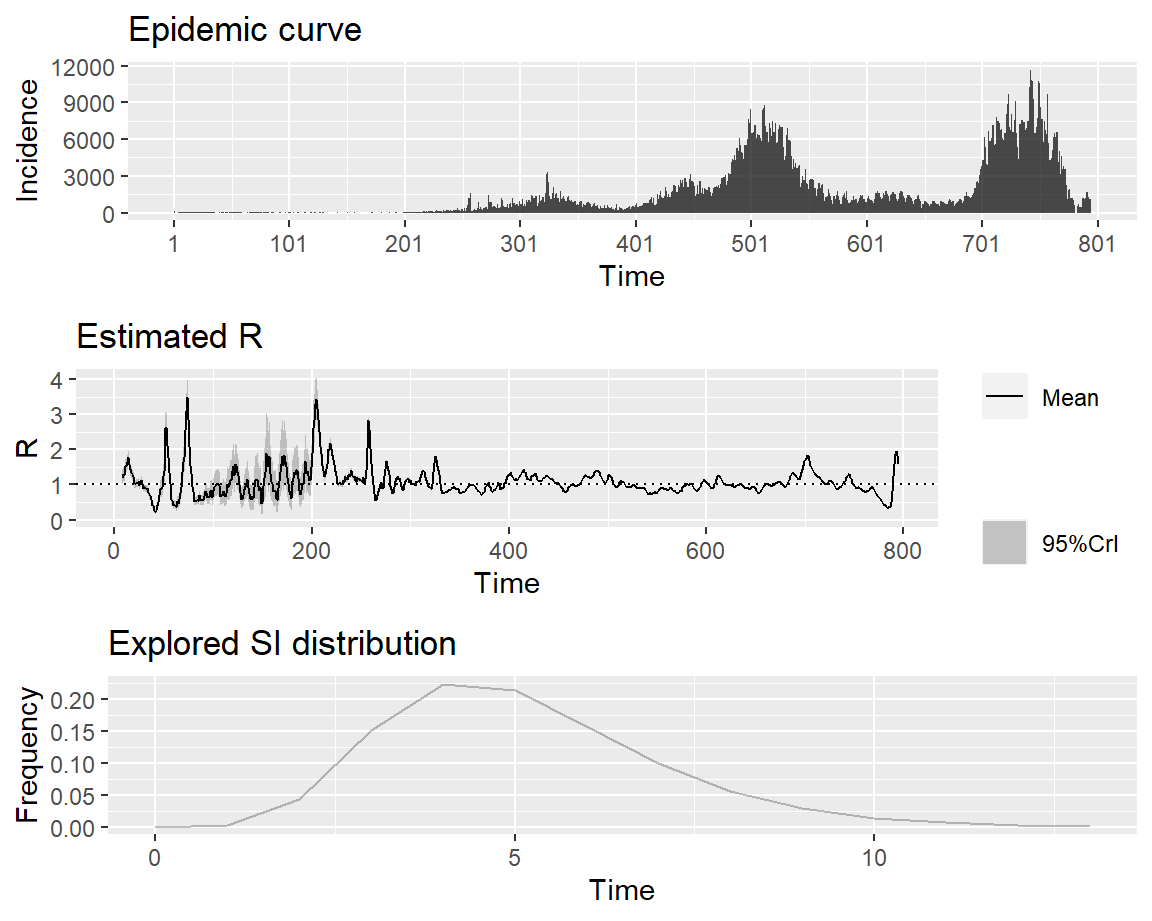 Epidemic curve
Incidence
12000
9000
6000
3000
0
1 101 201 301 401 501 601 701 801
Time
Estimated R
R
4
3
2
1
0
0 200 400 600 800
Time
Mean
95%CrI
Explored SI distribution
Frequency
0.20
0.15
0.10
0.05
0.00
0 5 10
Time